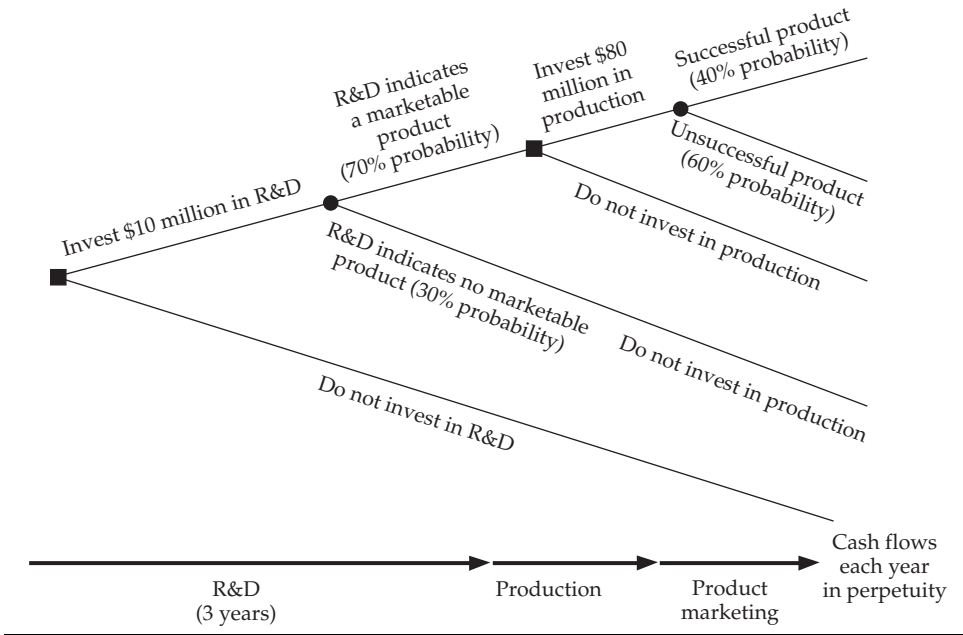 Successful product
(40% probability)
Invest $80
million in
production
R&D indicates
a marketable
product
(70% probability)
Unsuccessful product
(60% probability)
Do not invest in production
Invest $10 million in R&D
R&D indicates no marketable
product (30% probability)
Do not invest in production
Do not invest in R&D
Cash flows
each year
in perpetuity
R&D
(3 years)
Production
Product
marketing